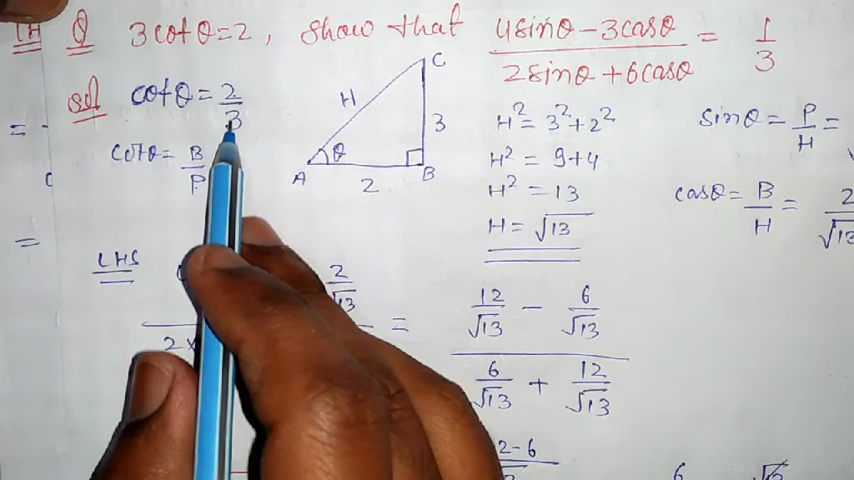 Q 3cotθ=2, show that (4sinθ-3cosθ)/(2sinθ+6cosθ) = 1/3
sol cotθ = 2/3
cotθ = B/P
H
C
3
θ
A
2
B
H² = 3²+2²
H² = 9+4
H² = 13
H = √13
sinθ = P/H =
cosθ = B/H = 2/√13
LHS
2/√13
2×
= (12/√13 - 6/√13)/(6/√13 + 12/√13)
2-6
6